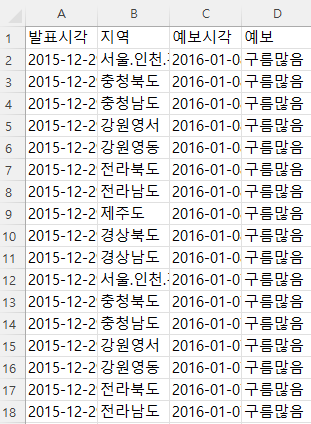 A B C D
1 발표시각 지역 예보시각 예보
2 2015-12-2 서울.인천. 2016-01-0 구름많음
3 2015-12-2 충청북도 2016-01-0 구름많음
4 2015-12-2 충청남도 2016-01-0 구름많음
5 2015-12-2 강원영서 2016-01-0 구름많음
6 2015-12-2 강원영동 2016-01-0 구름많음
7 2015-12-2 전라북도 2016-01-0 구름많음
8 2015-12-2 전라남도 2016-01-0 구름많음
9 2015-12-2 제주도 2016-01-0 구름많음
10 2015-12-2 경상북도 2016-01-0 구름많음
11 2015-12-2 경상남도 2016-01-0 구름많음
12 2015-12-2 서울.인천. 2016-01-0 구름많음
13 2015-12-2 충청북도 2016-01-0 구름많음
14 2015-12-2 충청남도 2016-01-0 구름많음
15 2015-12-2 강원영서 2016-01-0 구름많음
16 2015-12-2 강원영동 2016-01-0 구름많음
17 2015-12-2 전라북도 2016-01-0 구름많음
18 2015-12-2 전라남도 2016-01-0 구름많음